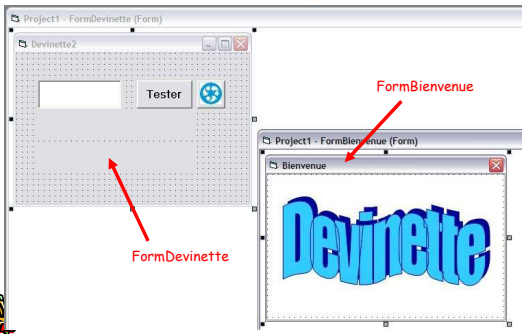 Project1 - FormDevinette (Form)
Devinette2
Tester
FormBienvenue
Project1 - FormBienvenue (Form)
Bienvenue
Devinette
FormDevinette